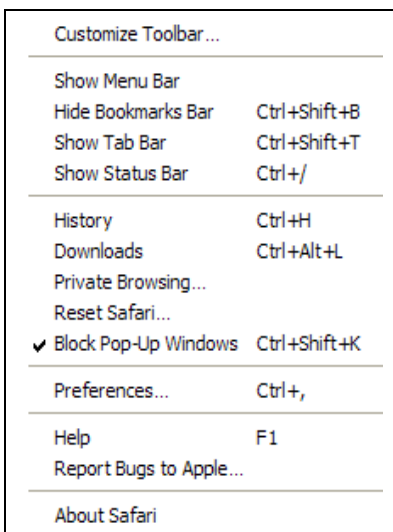 Customize Toolbar...
Show Menu Bar
Hide Bookmarks Bar Ctrl+Shift+B
Show Tab Bar Ctrl+Shift+T
Show Status Bar Ctrl+/
History Ctrl+H
Downloads Ctrl+Alt+L
Private Browsing...
Reset Safari...
Block Pop-Up Windows Ctrl+Shift+K
Preferences... Ctrl+,
Help F1
Report Bugs to Apple...
About Safari